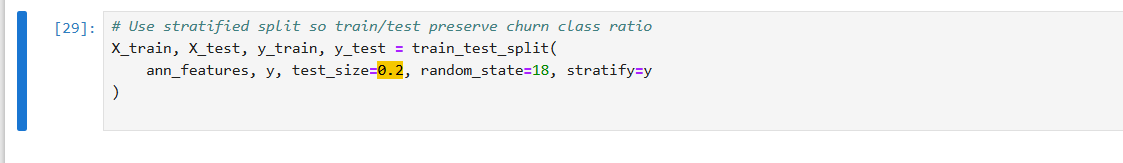 [29]: # Use stratified split so train/test preserve churn class ratio
X_train, X_test, y_train, y_test = train_test_split(
    ann_features, y, test_size=0.2, random_state=18, stratify=y
)